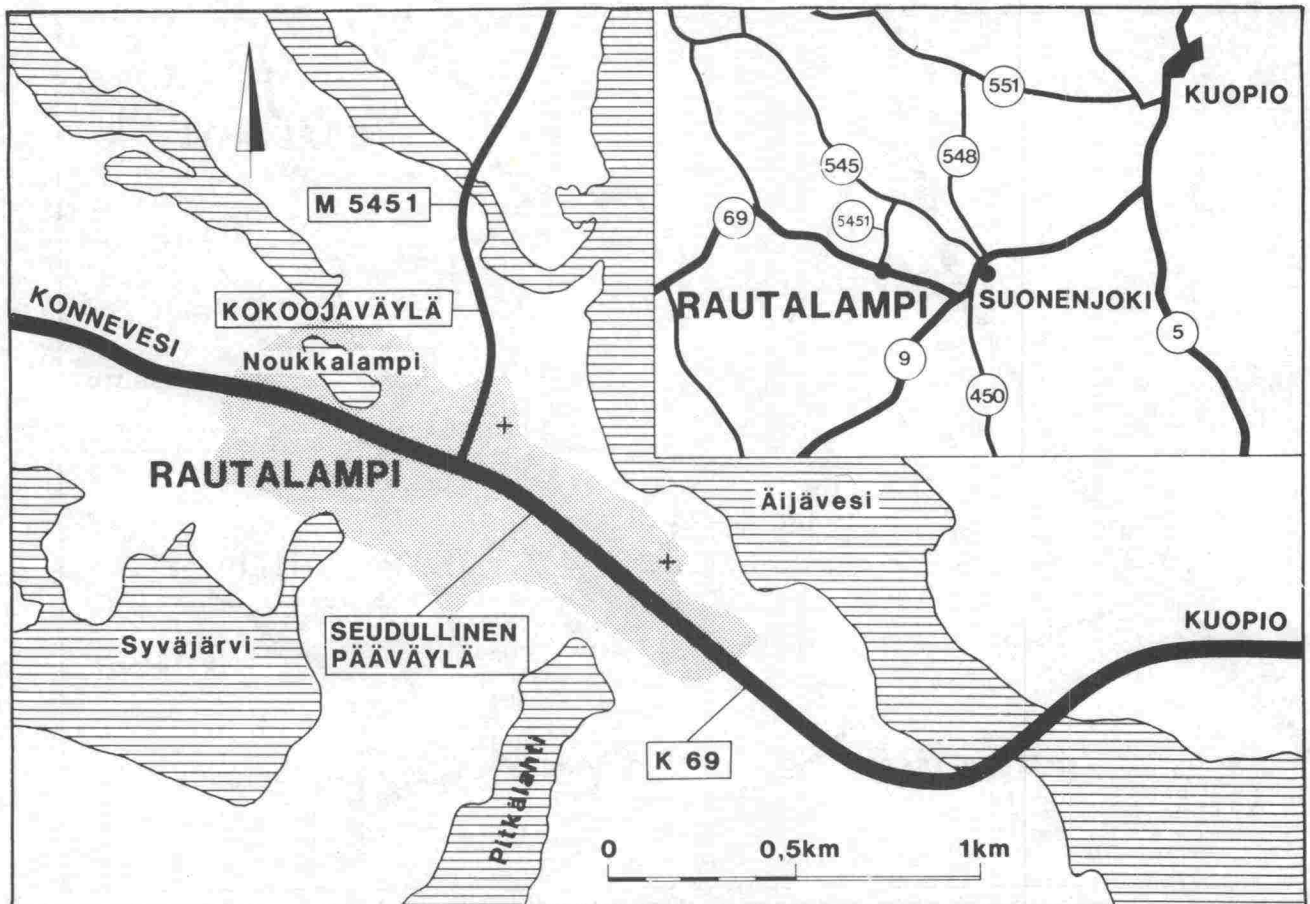 M 5451
KOKOOJAVÄYLÄ
KONNEVESI
Noukkalampi
RAUTALAMPI
Äijävesi
Syväjärvi
SEUDULLINEN
PÄÄVÄYLÄ
KUOPIO
K 69
Pitkälahti
0 0,5km 1km
551
KUOPIO
545
548
69
5451
RAUTALAMPI
SUONENJOKI
9
5
450